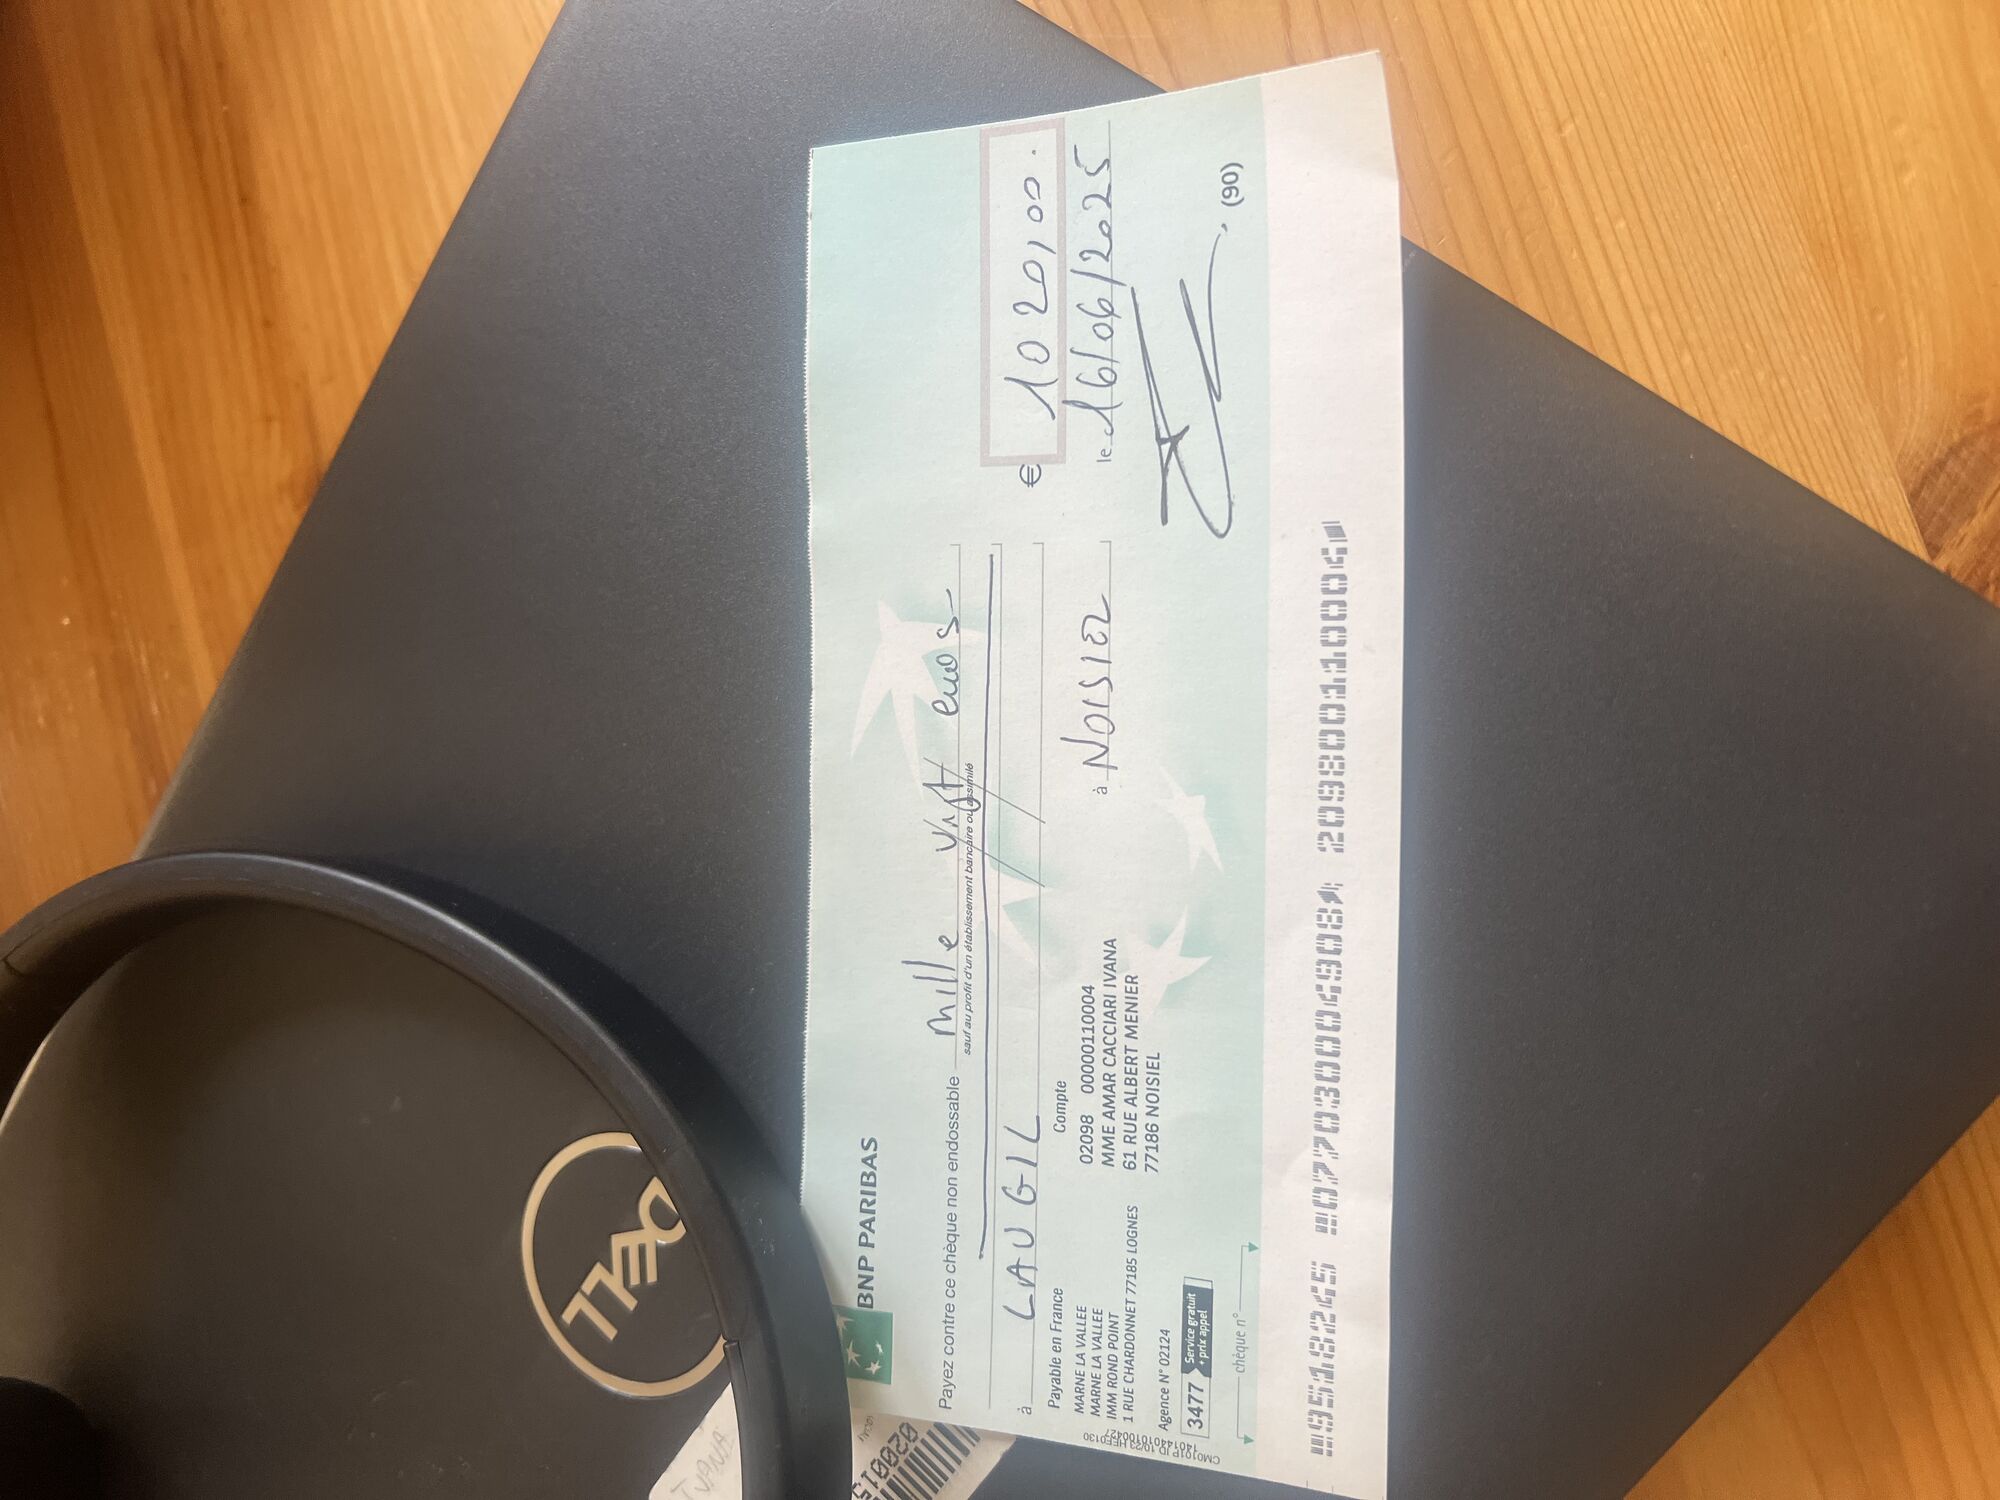 BNP PARIBAS
Payez contre ce chèque non endossable mille vingt euros
sauf au profit d'un établissement bancaire ou assimilé
€ 1020,00.
à LAUGIL
le 16/06/2025
à NOISIEL
Payable en France
MARNE LA VALLEE
MARNE LA VALLEE
IMM ROND POINT
1 RUE CHARDONNET 77185 LOGNES
Agence N° 02124
3477 Service gratuit
+ prix appel
Compte
02098 00000110004
MME AMAR CACCIARI IVANA
61 RUE ALBERT MENIER
77186 NOISIEL
(90)
chèque n°
DELL
IVANA